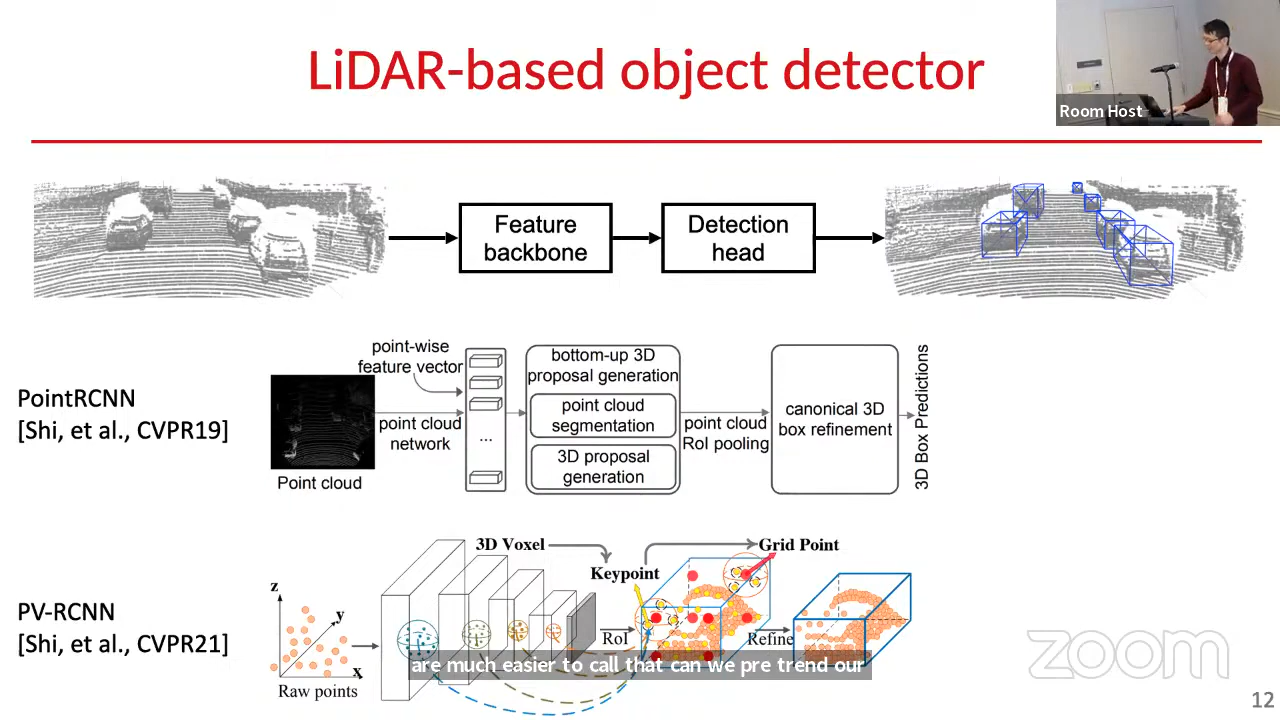 LiDAR-based object detector
Room Host
Feature
backbone
Detection
head
PointRCNN
[Shi, et al., CVPR19]
point-wise
feature vector
point cloud
network
Point cloud
...
bottom-up 3D
proposal generation
point cloud
segmentation
3D proposal
generation
point cloud
RoI pooling
canonical 3D
box refinement
3D Box Predictions
PV-RCNN
[Shi, et al., CVPR21]
z
y
x
Raw points
3D Voxel
Keypoint
Grid Point
RoI
Refine
are much easier to call that can we pre trend our
zoom
12